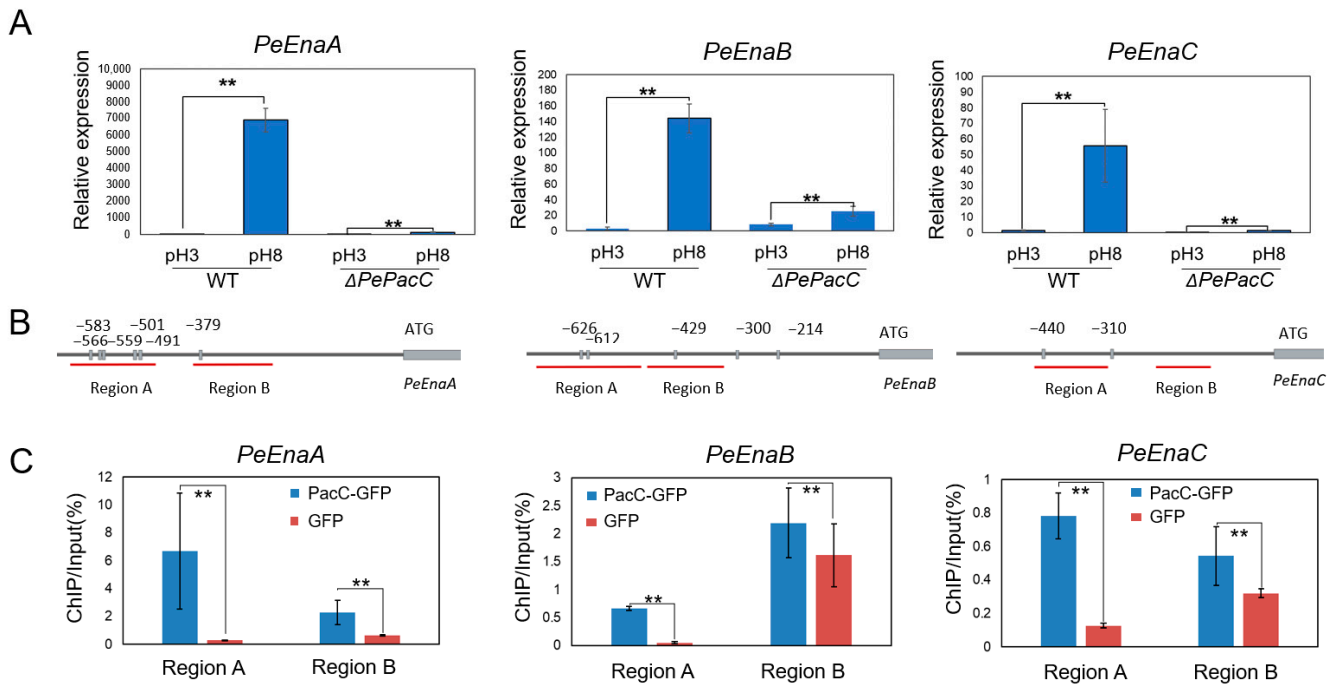 A
PeEnaA
Relative expression
10,000
9000
8000
7000
6000
5000
4000
3000
2000
1000
0
**
**
pH3 pH8 pH3 pH8
WT ΔPePacC
PeEnaB
Relative expression
200
180
160
140
120
100
80
60
40
20
0
**
**
pH3 pH8 pH3 pH8
WT ΔPePacC
PeEnaC
Relative expression
100
90
80
70
60
50
40
30
20
10
0
**
**
pH3 pH8 pH3 pH8
WT ΔPePacC
B
−583 −501 −379
−566 −559 −491
ATG
Region A Region B PeEnaA
−626 −429 −300 −214
−612
ATG
Region A Region B PeEnaB
−440 −310
ATG
Region A Region B PeEnaC
C
PeEnaA
ChIP/Input(%)
12
10
8
6
4
2
0
**
**
PacC-GFP
GFP
Region A Region B
PeEnaB
ChIP/Input(%)
3
2.5
2
1.5
1
0.5
0
PacC-GFP
GFP
**
**
Region A Region B
PeEnaC
ChIP/Input(%)
1
0.8
0.6
0.4
0.2
0
**
**
PacC-GFP
GFP
Region A Region B